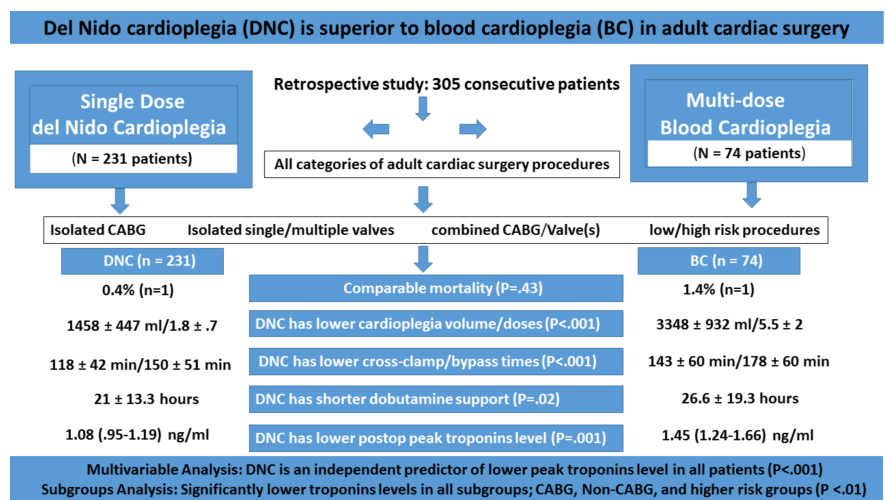 Del Nido cardioplegia (DNC) is superior to blood cardioplegia (BC) in adult cardiac surgery
Single Dose
del Nido Cardioplegia
(N = 231 patients)
Retrospective study: 305 consecutive patients
All categories of adult cardiac surgery procedures
Multi-dose
Blood Cardioplegia
(N = 74 patients)
Isolated CABG Isolated single/multiple valves combined CABG/Valve(s) low/high risk procedures
DNC (n = 231)
BC (n = 74)
0.4% (n=1) Comparable mortality (P=.43) 1.4% (n=1)
1458 ± 447 ml/1.8 ± .7 DNC has lower cardioplegia volume/doses (P<.001) 3348 ± 932 ml/5.5 ± 2
118 ± 42 min/150 ± 51 min DNC has lower cross-clamp/bypass times (P<.001) 143 ± 60 min/178 ± 60 min
21 ± 13.3 hours DNC has shorter dobutamine support (P=.02) 26.6 ± 19.3 hours
1.08 (.95-1.19) ng/ml DNC has lower postop peak troponins level (P=.001) 1.45 (1.24-1.66) ng/ml
Multivariable Analysis: DNC is an independent predictor of lower peak troponins level in all patients (P<.001)
Subgroups Analysis: Significantly lower troponins levels in all subgroups; CABG, Non-CABG, and higher risk groups (P <.01)